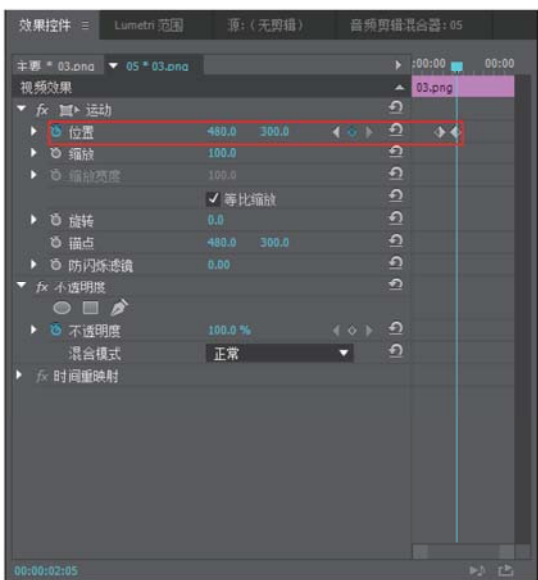 效果控件 Lumetri 范围 源:（无剪辑） 音频剪辑混合器: 05
主要 * 03.png 05 * 03.png :00:00 00:00
视频效果 03.png
fx 运动
位置 480.0 300.0
缩放 100.0
缩放宽度 100.0
等比缩放
旋转 0.0
锚点 480.0 300.0
防闪烁滤镜 0.00
fx 不透明度
不透明度 100.0 %
混合模式 正常
fx 时间重映射
00:00:02:05